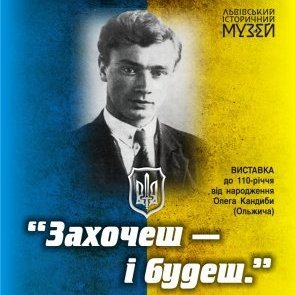 ЛЬВІВСЬКИЙ
ІСТОРИЧНИЙ
МУЗЕЙ
ВИСТАВКА
до 110-річчя
від народження
Олега Кандиби
(Ольжича)
“Захочеш —
і будеш.”